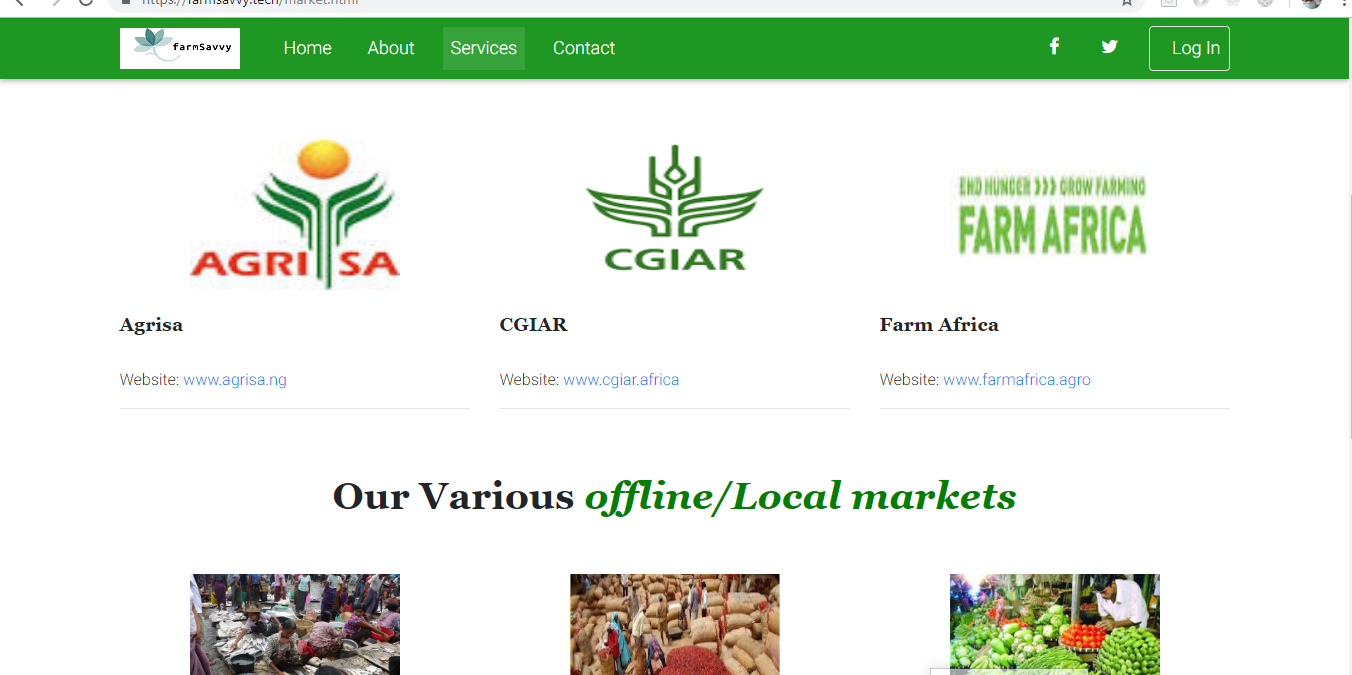 https://farmsavvy.tech/market.html
farmSavvy Home About Services Contact Log In
AGRISA
CGIAR
END HUNGER >>> GROW FARMING
FARM AFRICA
Agrisa CGIAR Farm Africa
Website: www.agrisa.ng Website: www.cgiar.africa Website: www.farmafrica.agro
Our Various offline/Local markets